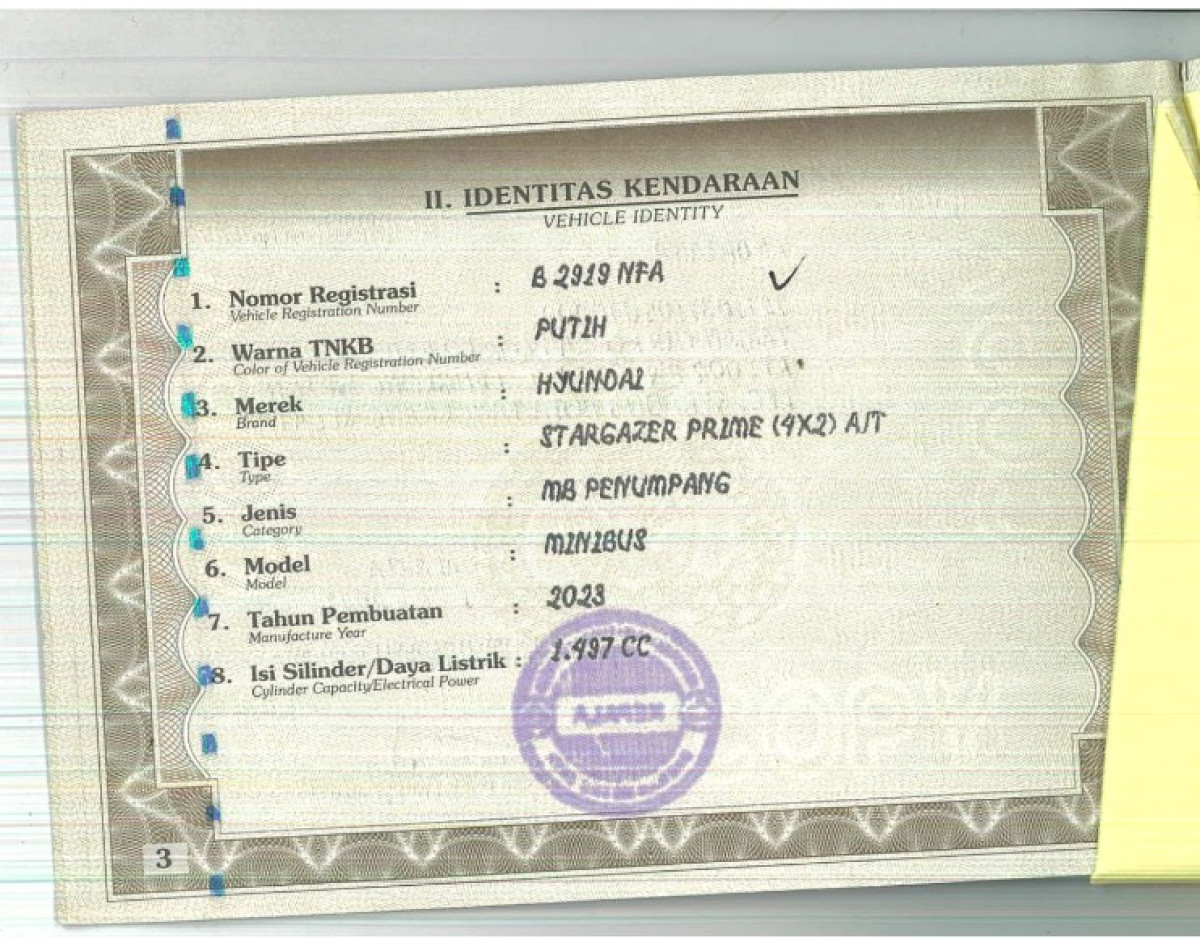 II. IDENTITAS KENDARAAN
VEHICLE IDENTITY
1. Nomor Registrasi : B 2919 NFA
Vehicle Registration Number
2. Warna TNKB : PUTIH
Color of Vehicle Registration Number
3. Merek : HYUNDAI
Brand
4. Tipe : STARGAZER PRIME (4X2) A/T
Type
5. Jenis : MB PENUMPANG
Category
6. Model : MINIBUS
Model
7. Tahun Pembuatan : 2023
Manufacture Year
8. Isi Silinder/Daya Listrik : 1.497 CC
Cylinder Capacity/Electrical Power
3